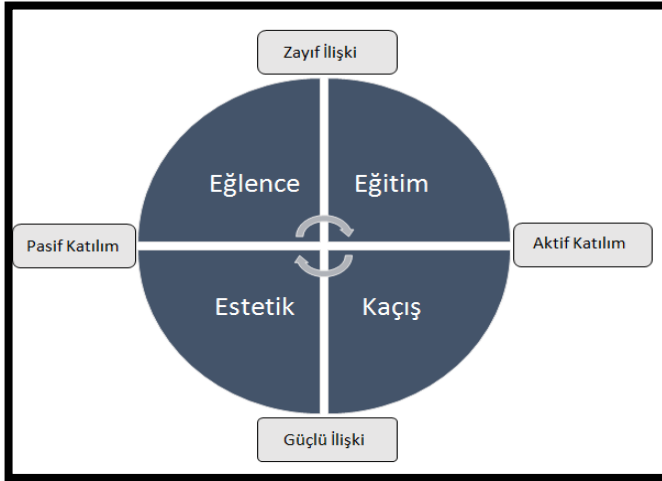 Zayıf İlişki
Eğlence
Eğitim
Pasif Katılım
Aktif Katılım
Estetik
Kaçış
Güçlü İlişki